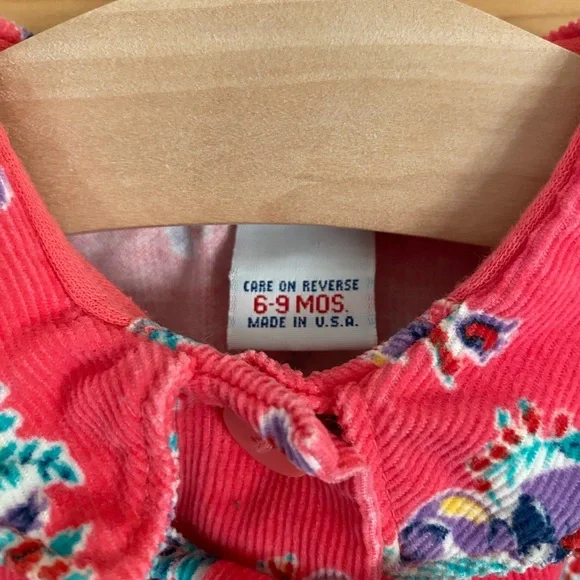 CARE ON REVERSE
6-9 MOS.
MADE IN U.S.A.